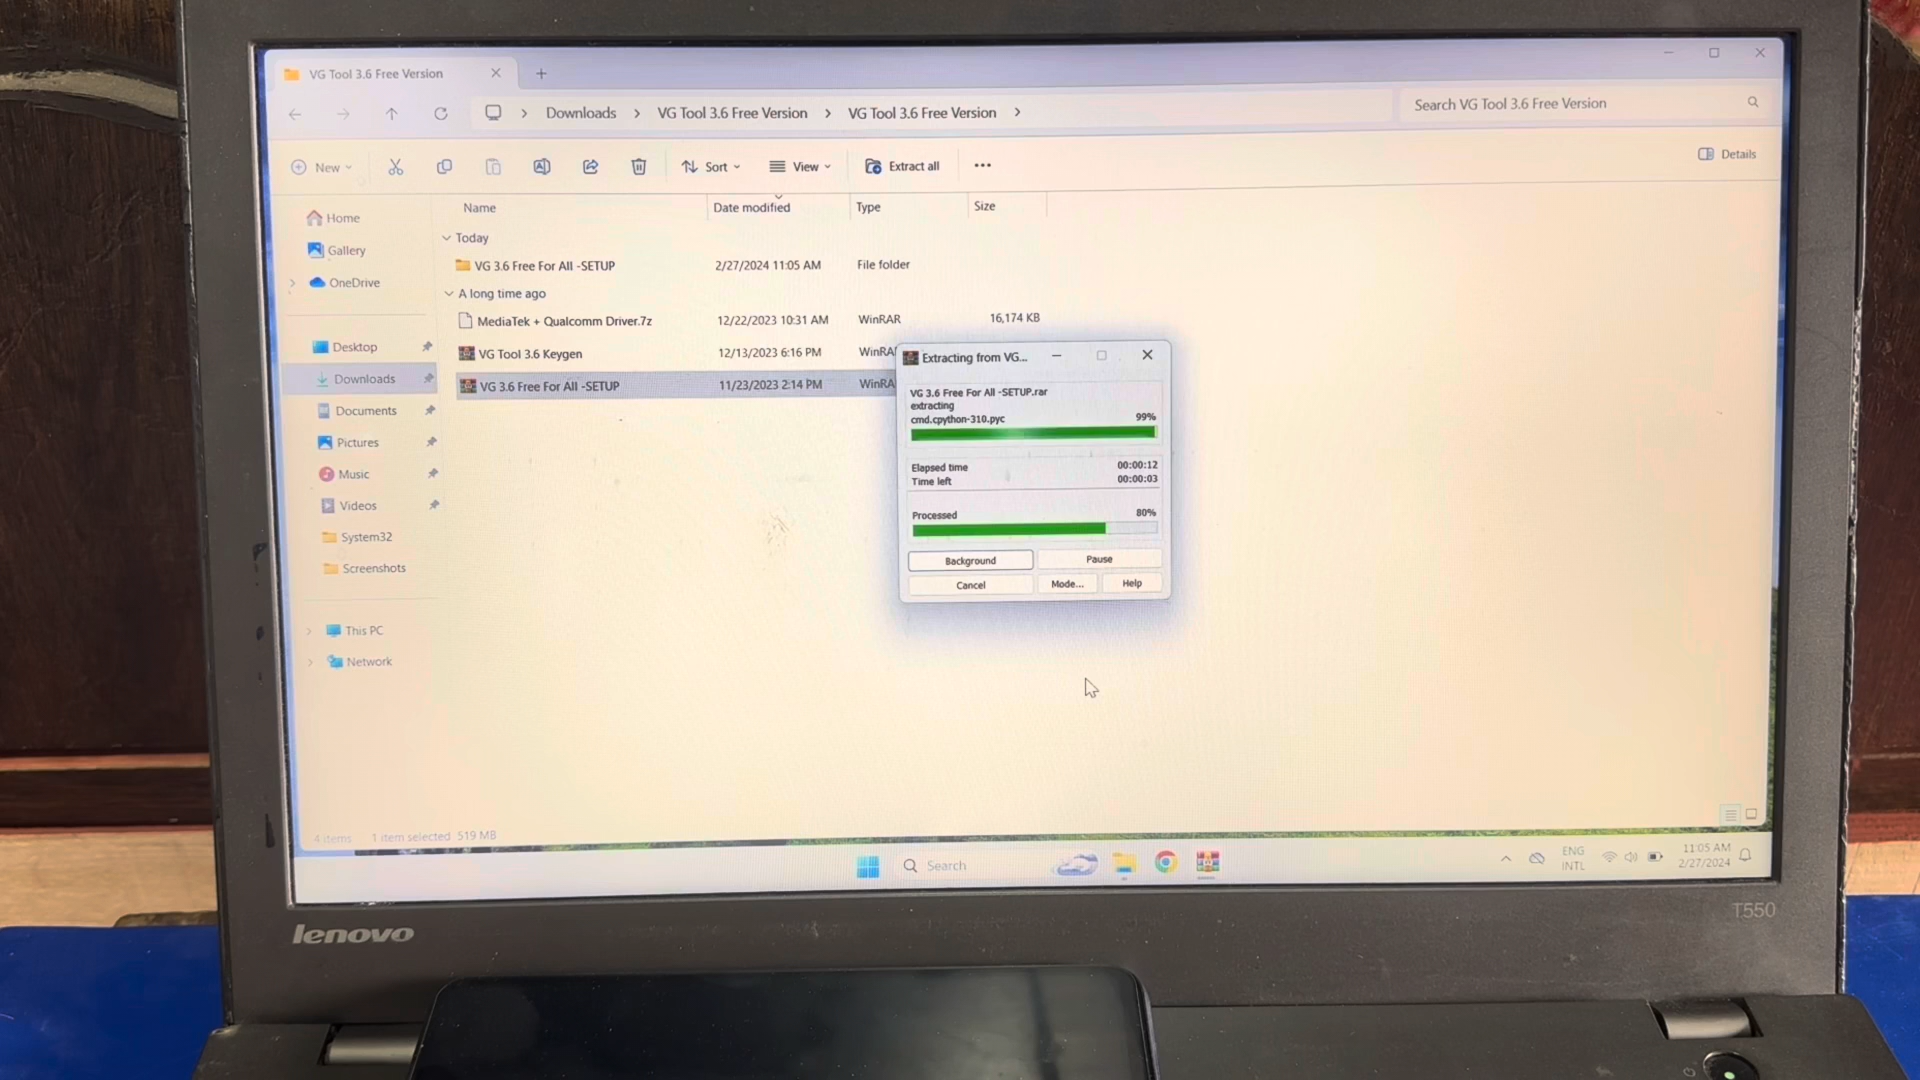 VG Tool 3.6 Free Version
Downloads > VG Tool 3.6 Free Version > VG Tool 3.6 Free Version >
Search VG Tool 3.6 Free Version
New
Sort
View
Extract all
Details
Name
Date modified
Type
Size
Home
Gallery
OneDrive
Desktop
Downloads
Documents
Pictures
Music
Videos
System32
Screenshots
This PC
Network
Today
VG 3.6 Free For All -SETUP 2/27/2024 11:05 AM File folder
A long time ago
MediaTek + Qualcomm Driver.7z 12/22/2023 10:31 AM WinRAR 16,174 KB
VG Tool 3.6 Keygen 12/13/2023 6:16 PM WinRA
VG 3.6 Free For All -SETUP 11/23/2023 2:14 PM WinRA
Extracting from VG...
VG 3.6 Free For All -SETUP.rar
extracting
cmd.cpython-310.pyc 99%
Elapsed time 00:00:12
Time left 00:00:03
Processed 80%
Background
Pause
Cancel
Mode...
Help
4 items 1 item selected 519 MB
Search
ENG
INTL
11:05 AM
2/27/2024
lenovo
T550